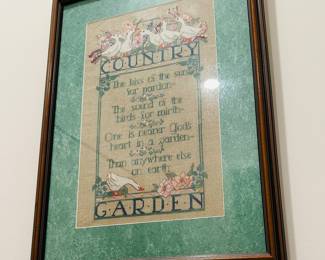 COUNTRY
The kiss of the sun
for pardon~
The sound of the
birds for mirth~
One is nearer God's
heart in a garden~
Than anywhere else
on earth
GARDEN